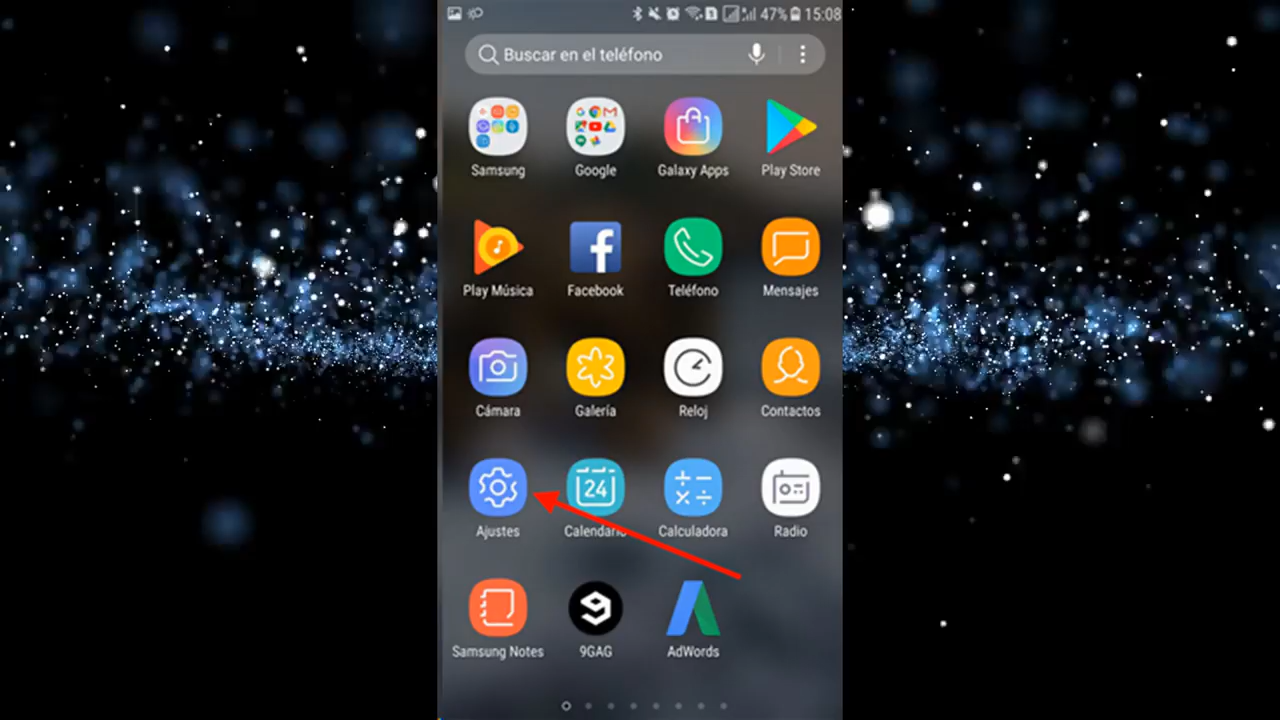 47% 15:08
Buscar en el teléfono
Samsung Google Galaxy Apps Play Store
Play Música Facebook Teléfono Mensajes
Cámara Galería Reloj Contactos
24
Ajustes Calendario Calculadora Radio
Samsung Notes 9GAG AdWords